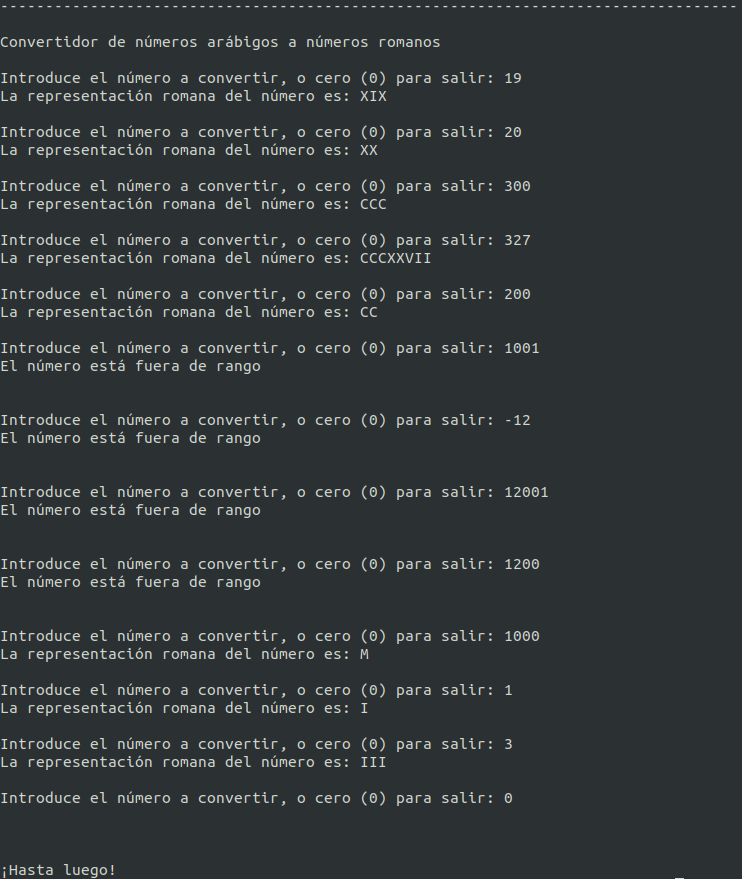 --------------------------------------------------------------------------------
Convertidor de números arábigos a números romanos
Introduce el número a convertir, o cero (0) para salir: 19
La representación romana del número es: XIX
Introduce el número a convertir, o cero (0) para salir: 20
La representación romana del número es: XX
Introduce el número a convertir, o cero (0) para salir: 300
La representación romana del número es: CCC
Introduce el número a convertir, o cero (0) para salir: 327
La representación romana del número es: CCCXXVII
Introduce el número a convertir, o cero (0) para salir: 200
La representación romana del número es: CC
Introduce el número a convertir, o cero (0) para salir: 1001
El número está fuera de rango
Introduce el número a convertir, o cero (0) para salir: -12
El número está fuera de rango
Introduce el número a convertir, o cero (0) para salir: 12001
El número está fuera de rango
Introduce el número a convertir, o cero (0) para salir: 1200
El número está fuera de rango
Introduce el número a convertir, o cero (0) para salir: 1000
La representación romana del número es: M
Introduce el número a convertir, o cero (0) para salir: 1
La representación romana del número es: I
Introduce el número a convertir, o cero (0) para salir: 3
La representación romana del número es: III
Introduce el número a convertir, o cero (0) para salir: 0
¡Hasta luego!